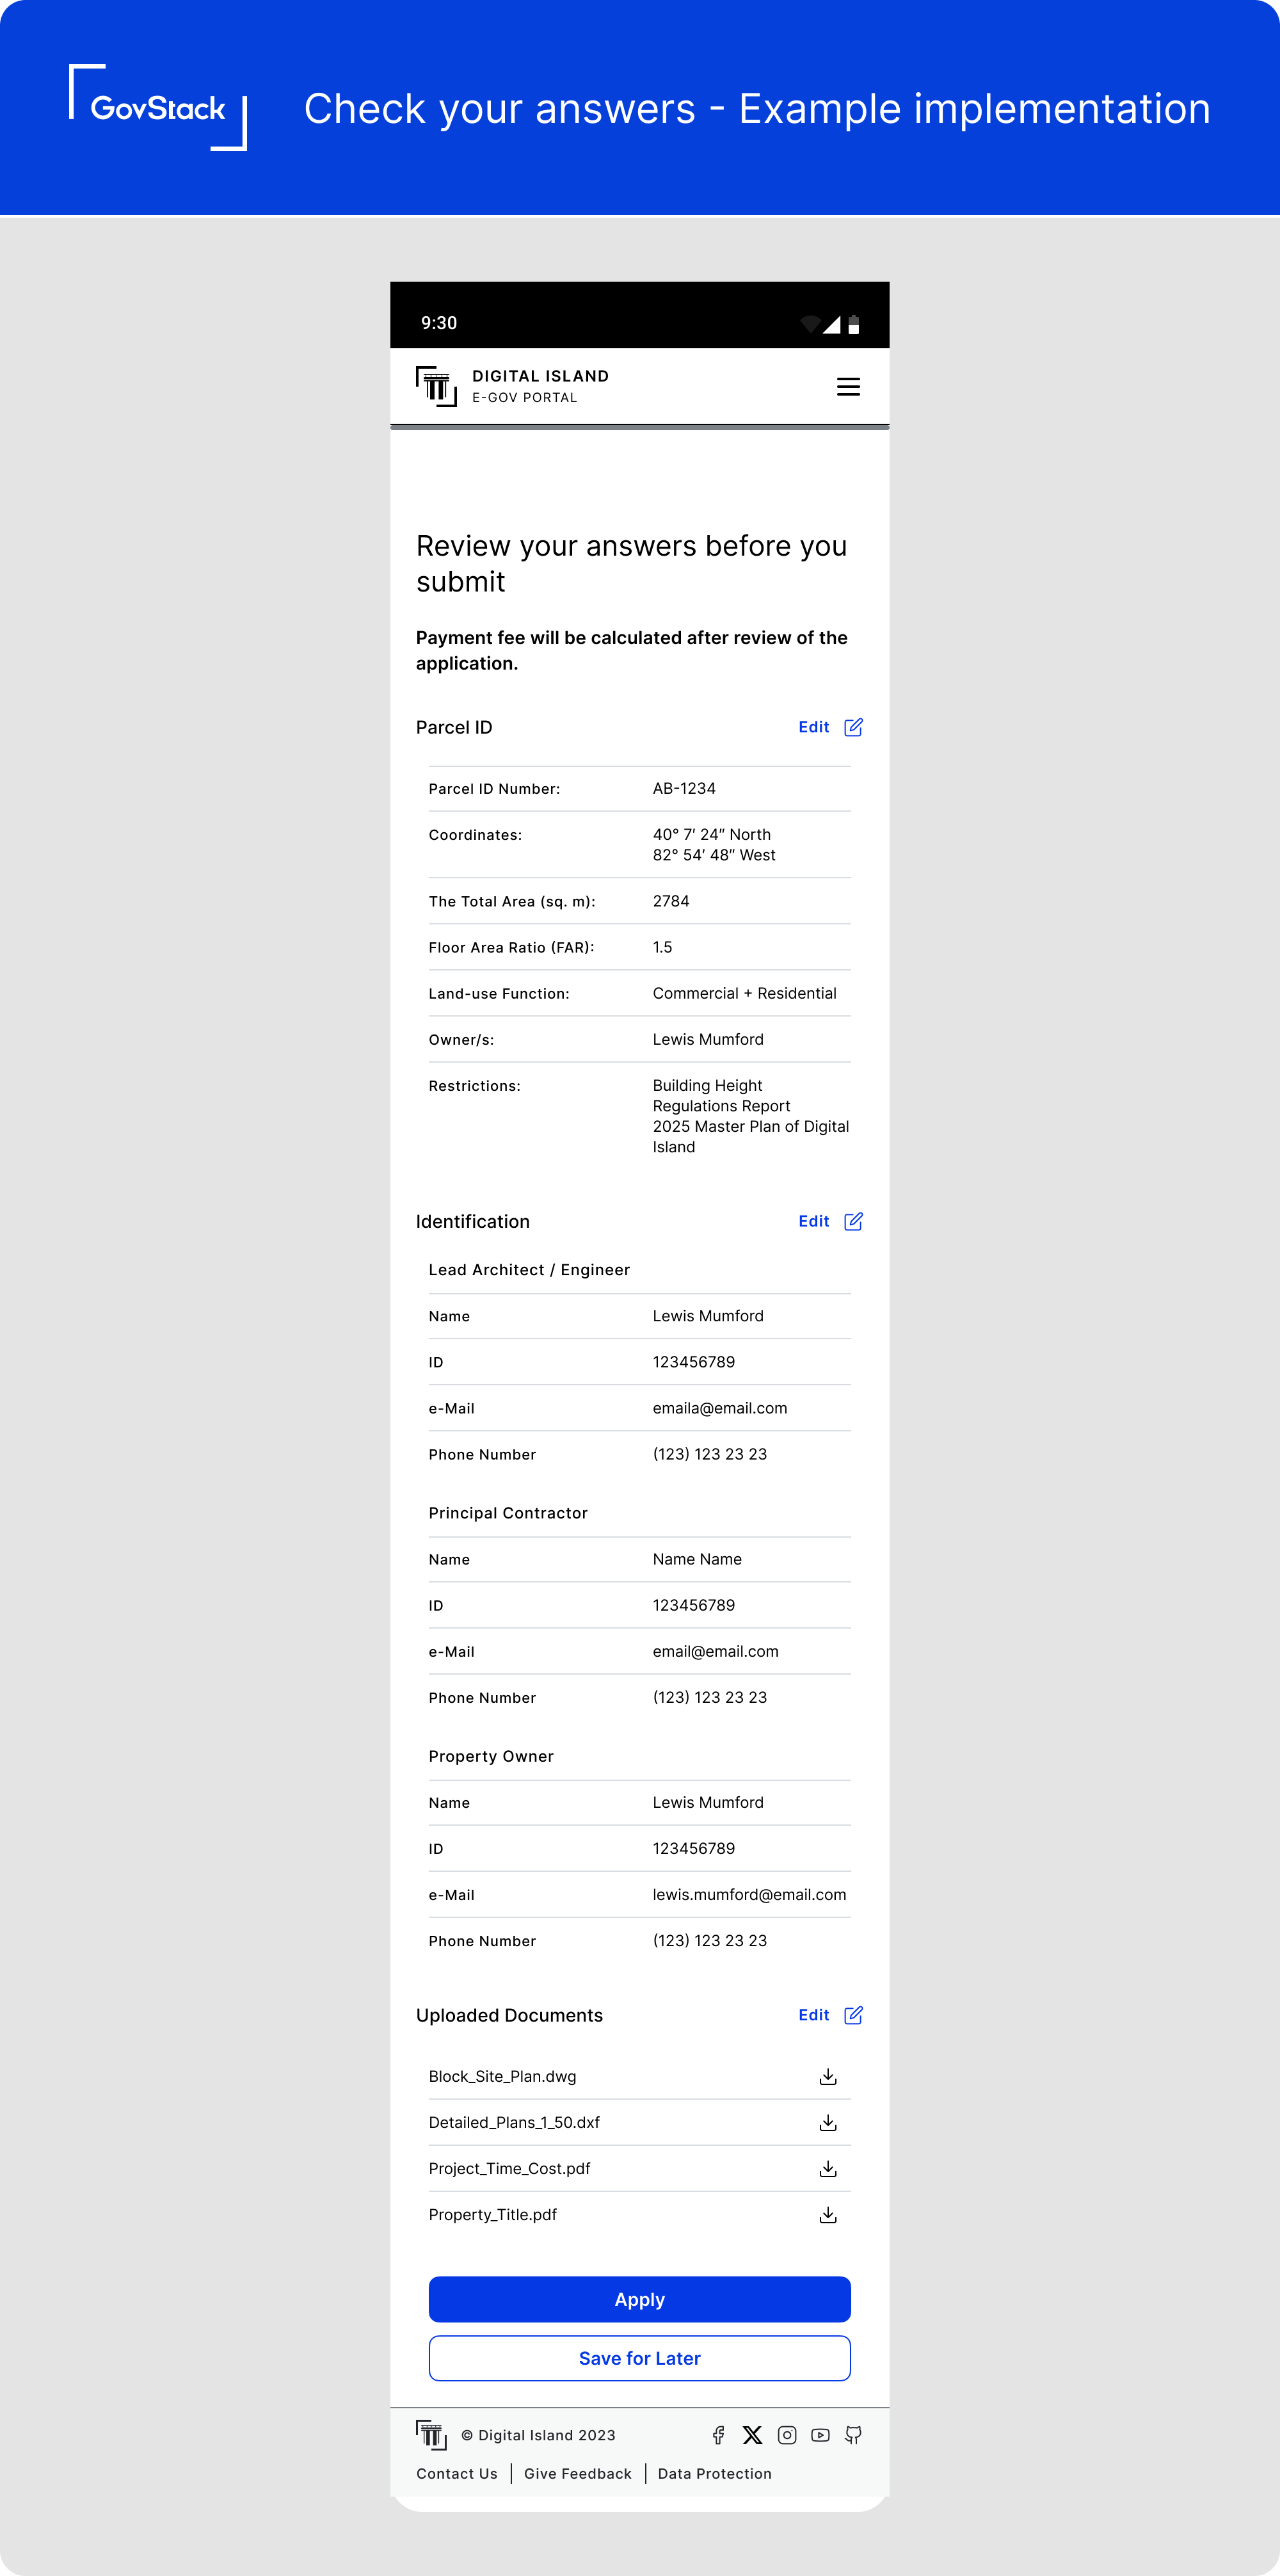 GovStack
Check your answers - Example implementation
9:30
DIGITAL ISLAND
E-GOV PORTAL
Review your answers before you
submit
Payment fee will be calculated after review of the
application.
Parcel ID Edit
Parcel ID Number: AB-1234
Coordinates: 40° 7′ 24″ North
82° 54′ 48″ West
The Total Area (sq. m): 2784
Floor Area Ratio (FAR): 1.5
Land-use Function: Commercial + Residential
Owner/s: Lewis Mumford
Restrictions: Building Height
Regulations Report
2025 Master Plan of Digital
Island
Identification Edit
Lead Architect / Engineer
Name Lewis Mumford
ID 123456789
e-Mail emaila@email.com
Phone Number (123) 123 23 23
Principal Contractor
Name Name Name
ID 123456789
e-Mail email@email.com
Phone Number (123) 123 23 23
Property Owner
Name Lewis Mumford
ID 123456789
e-Mail lewis.mumford@email.com
Phone Number (123) 123 23 23
Uploaded Documents Edit
Block_Site_Plan.dwg
Detailed_Plans_1_50.dxf
Project_Time_Cost.pdf
Property_Title.pdf
Apply
Save for Later
© Digital Island 2023
Contact Us | Give Feedback | Data Protection